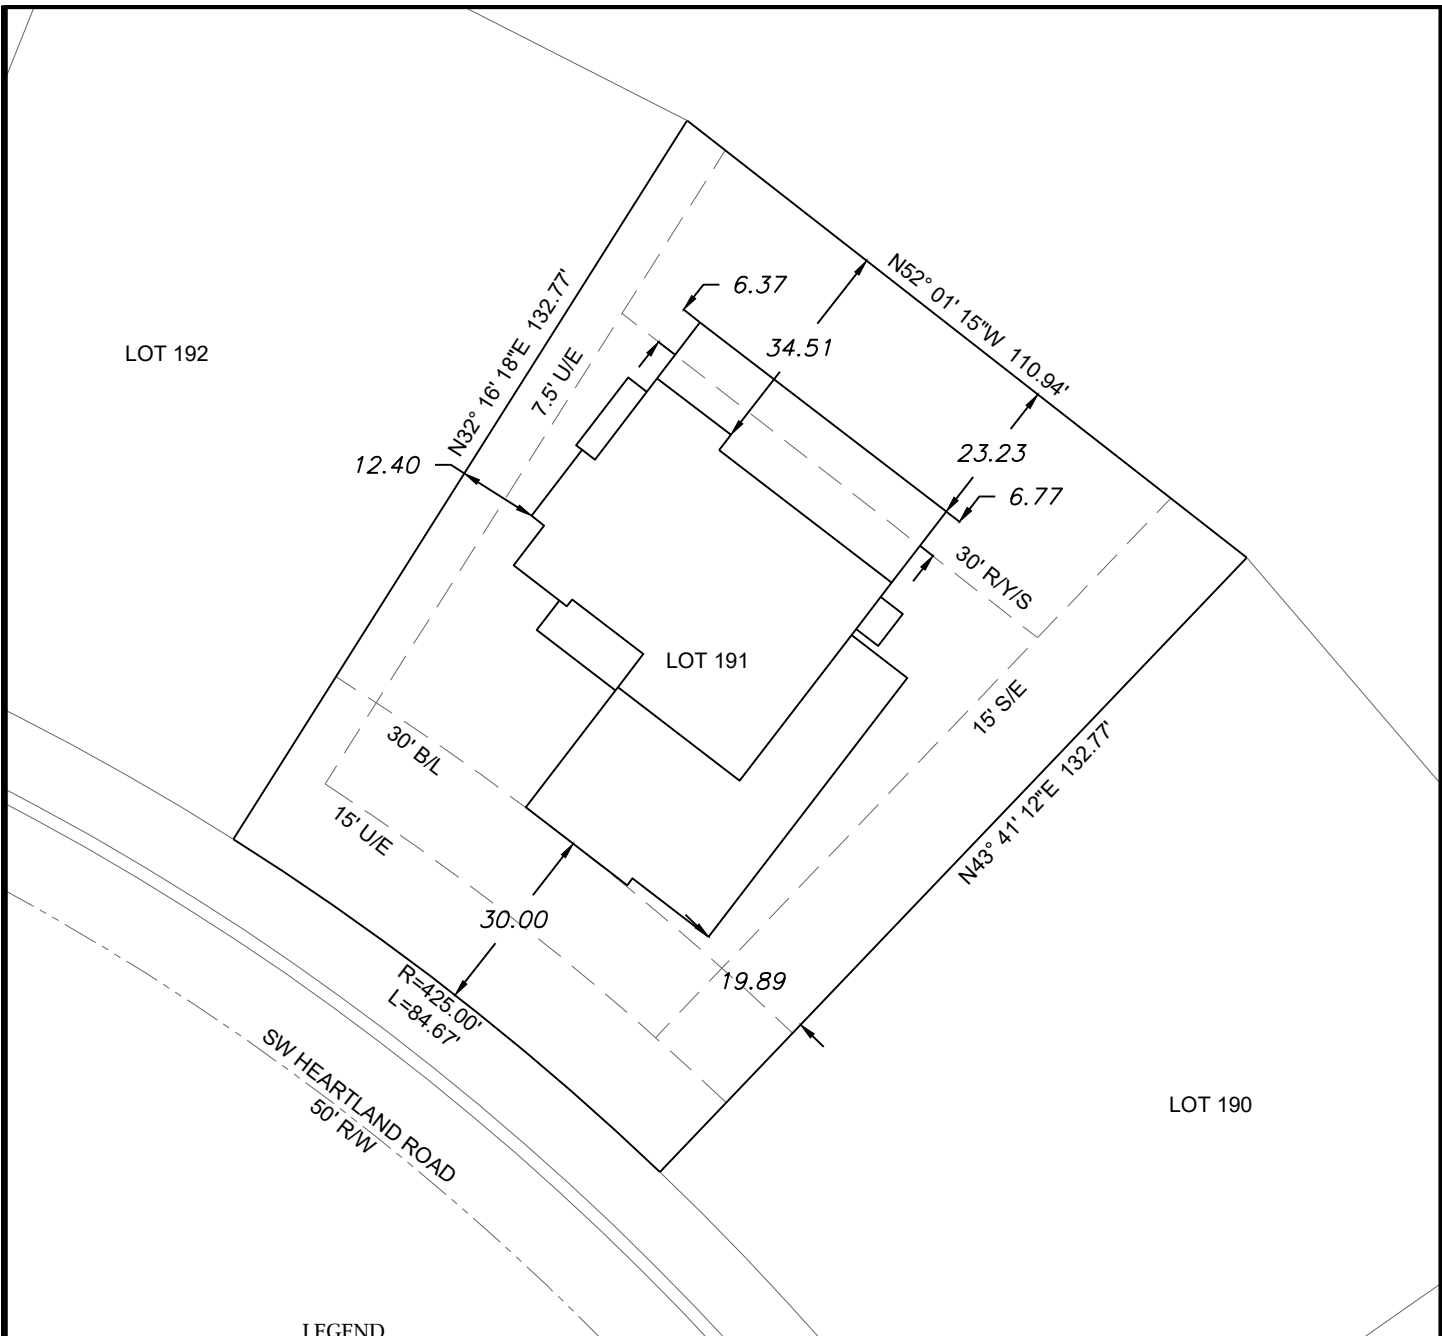 N52° 01' 15"W 110.94'
6.37
34.51
LOT 192
N32° 16' 18"E 132.77'
7.5' U/E
12.40
23.23
6.77
30' R/Y/S
LOT 191
15' S/E
30' B/L
15' U/E
N43° 41' 12"E 132.77'
30.00
19.89
R=425.00'
L=84.67'
SW HEARTLAND ROAD
50' R/W
LOT 190
LEGEND